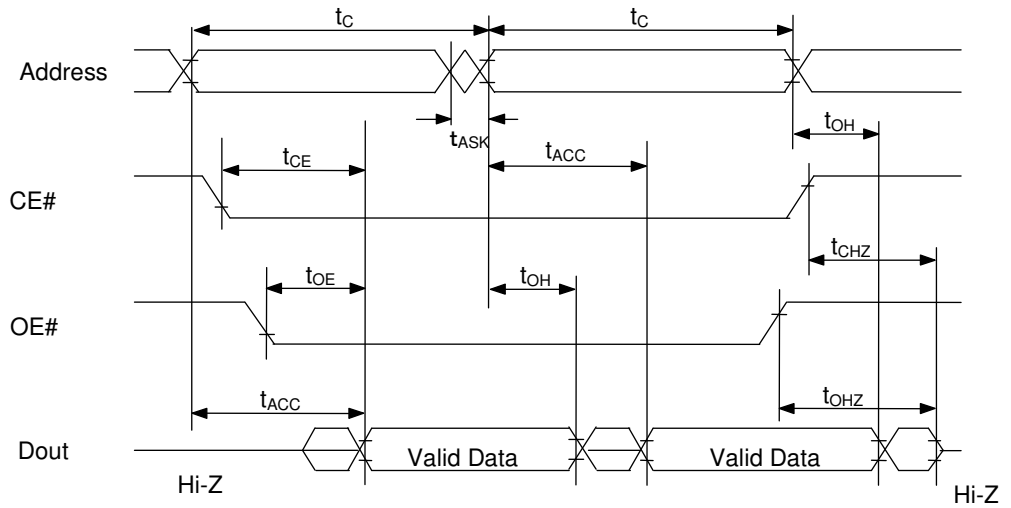 tC
tC
Address
tASK
tOH
tCE
tACC
CE#
tCHZ
tOE
tOH
OE#
tACC
tOHZ
Dout
Valid Data
Valid Data
Hi-Z
Hi-Z